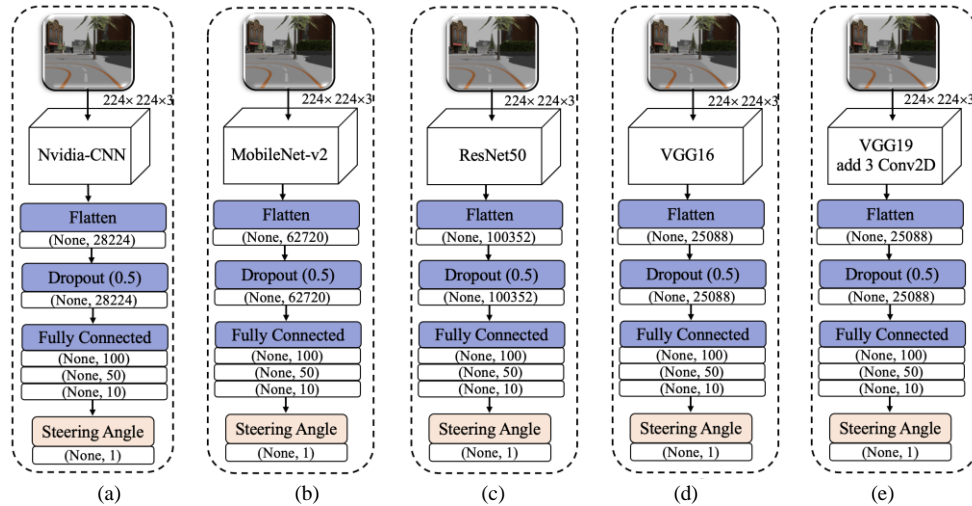 224×224×3
Nvidia-CNN
Flatten
(None, 28224)
Dropout (0.5)
(None, 28224)
Fully Connected
(None, 100)
(None, 50)
(None, 10)
Steering Angle
(None, 1)
(a)
224×224×3
MobileNet-v2
Flatten
(None, 62720)
Dropout (0.5)
(None, 62720)
Fully Connected
(None, 100)
(None, 50)
(None, 10)
Steering Angle
(None, 1)
(b)
224×224×3
ResNet50
Flatten
(None, 100352)
Dropout (0.5)
(None, 100352)
Fully Connected
(None, 100)
(None, 50)
(None, 10)
Steering Angle
(None, 1)
(c)
224×224×3
VGG16
Flatten
(None, 25088)
Dropout (0.5)
(None, 25088)
Fully Connected
(None, 100)
(None, 50)
(None, 10)
Steering Angle
(None, 1)
(d)
224×224×3
VGG19
add 3 Conv2D
Flatten
(None, 25088)
Dropout (0.5)
(None, 25088)
Fully Connected
(None, 100)
(None, 50)
(None, 10)
Steering Angle
(None, 1)
(e)